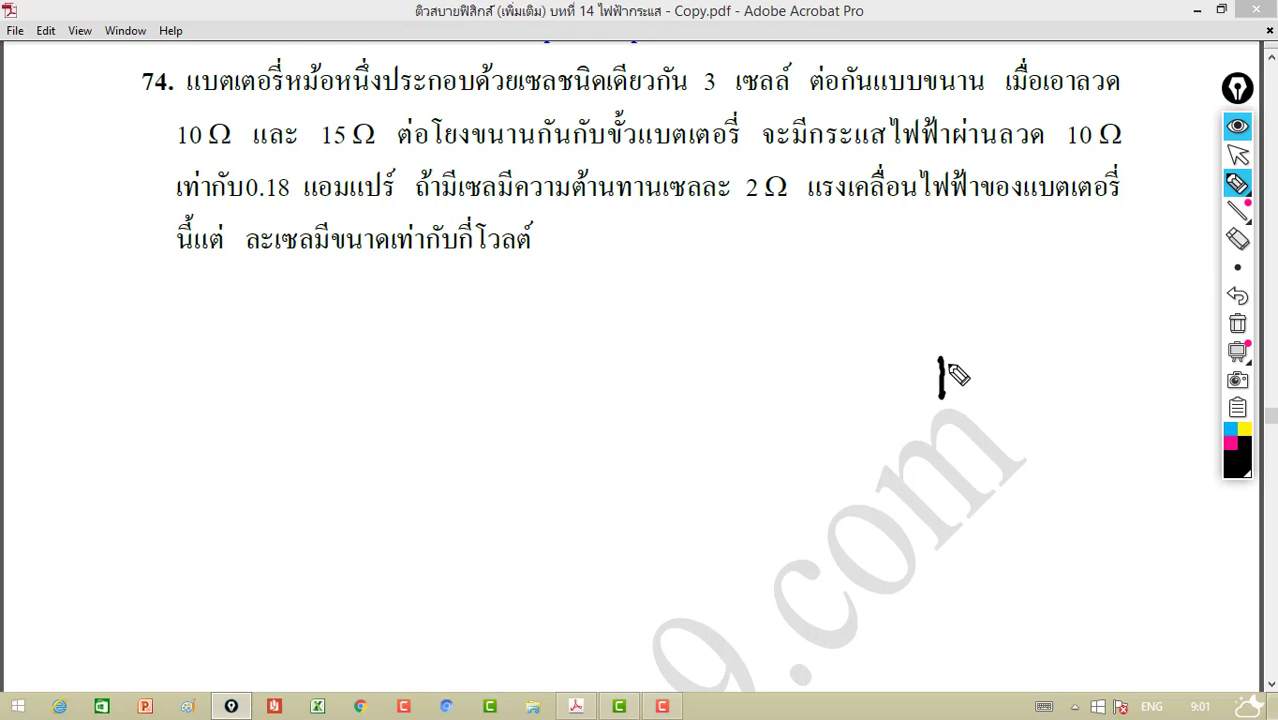 ติวสบายฟิสิกส์ (เพิ่มเติม) บทที่ 14 ไฟฟ้ากระแส - Copy.pdf - Adobe Acrobat Pro
File Edit View Window Help
74. แบตเตอรี่หม้อหนึ่งประกอบด้วยเซลชนิดเดียวกัน 3 เซลล์ ต่อกันแบบขนาน เมื่อเอาลวด
10 Ω และ 15 Ω ต่อโยงขนานกันกับขั้วแบตเตอรี่ จะมีกระแสไฟฟ้าผ่านลวด 10 Ω
เท่ากับ0.18 แอมแปร์ ถ้ามีเซลมีความต้านทานเซลละ 2 Ω แรงเคลื่อนไฟฟ้าของแบตเตอรี่
นี้แต่ ละเซลมีขนาดเท่ากับกี่โวลต์
9.com
ENG 9:01